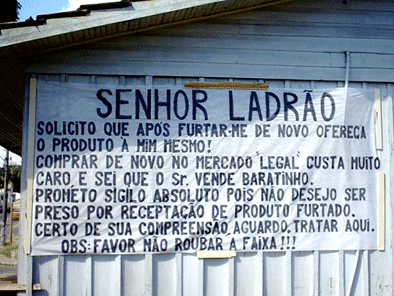 SENHOR LADRÃO
SOLICITO QUE APÓS FURTAR-ME DE NOVO OFEREÇA
O PRODUTO A MIM MESMO!
COMPRAR DE NOVO NO MERCADO "LEGAL" CUSTA MUITO
CARO E SEI QUE O Sr. VENDE BARATINHO.
PROMETO SÍGILO ABSOLUTO POIS NÃO DESEJO SER
PRESO POR RECEPTAÇÃO DE PRODUTO FURTADO.
CERTO DE SUA COMPREENSÃO, AGUARDO. TRATAR AQUI.
OBS: FAVOR NÃO ROUBAR A FAIXA!!!